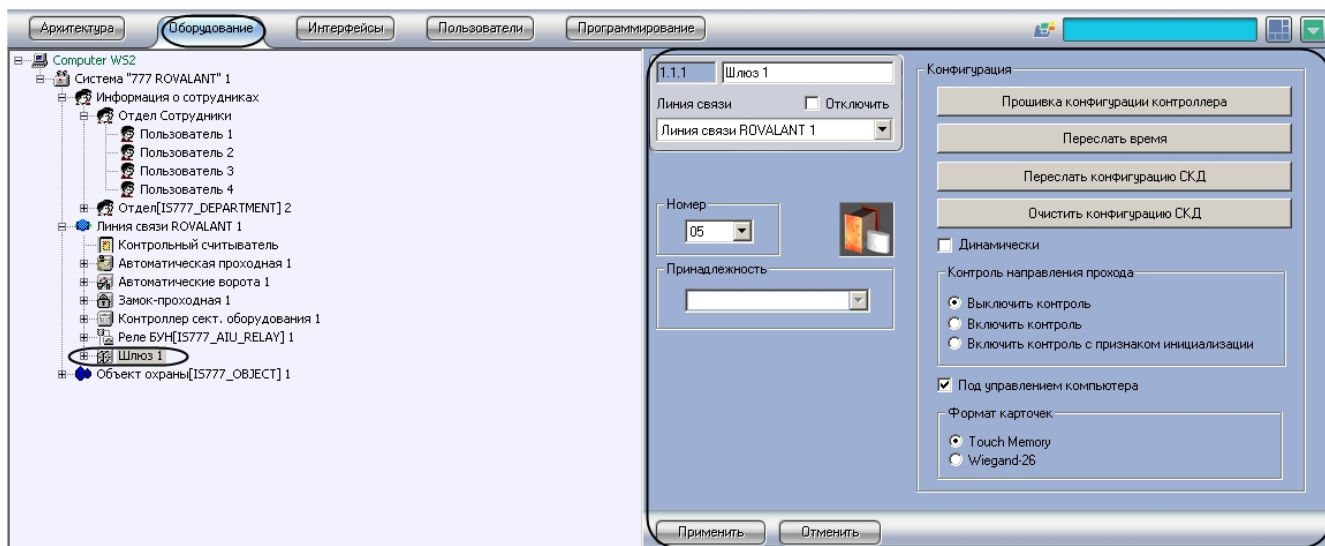 Архитектура Оборудование Интерфейсы Пользователи Программирование
Computer WS2
Система "777 ROVALANT" 1
Информация о сотрудниках
Отдел Сотрудники
Пользователь 1
Пользователь 2
Пользователь 3
Пользователь 4
Отдел[IS777_DEPARTMENT] 2
Линия связи ROVALANT 1
Контрольный считыватель
Автоматическая проходная 1
Автоматические ворота 1
Замок-проходная 1
Контроллер сект. оборудования 1
Реле БУН[IS777_AIU_RELAY] 1
Шлюз 1
Объект охраны[IS777_OBJECT] 1
1.1.1 Шлюз 1
Линия связи Отключить
Линия связи ROVALANT 1
Номер
05
Принадлежность
Конфигурация
Прошивка конфигурации контроллера
Переслать время
Переслать конфигурацию СКД
Очистить конфигурацию СКД
Динамически
Контроль направления прохода
Выключить контроль
Включить контроль
Включить контроль с признаком инициализации
Под управлением компьютера
Формат карточек
Touch Memory
Wiegand-26
Применить Отменить